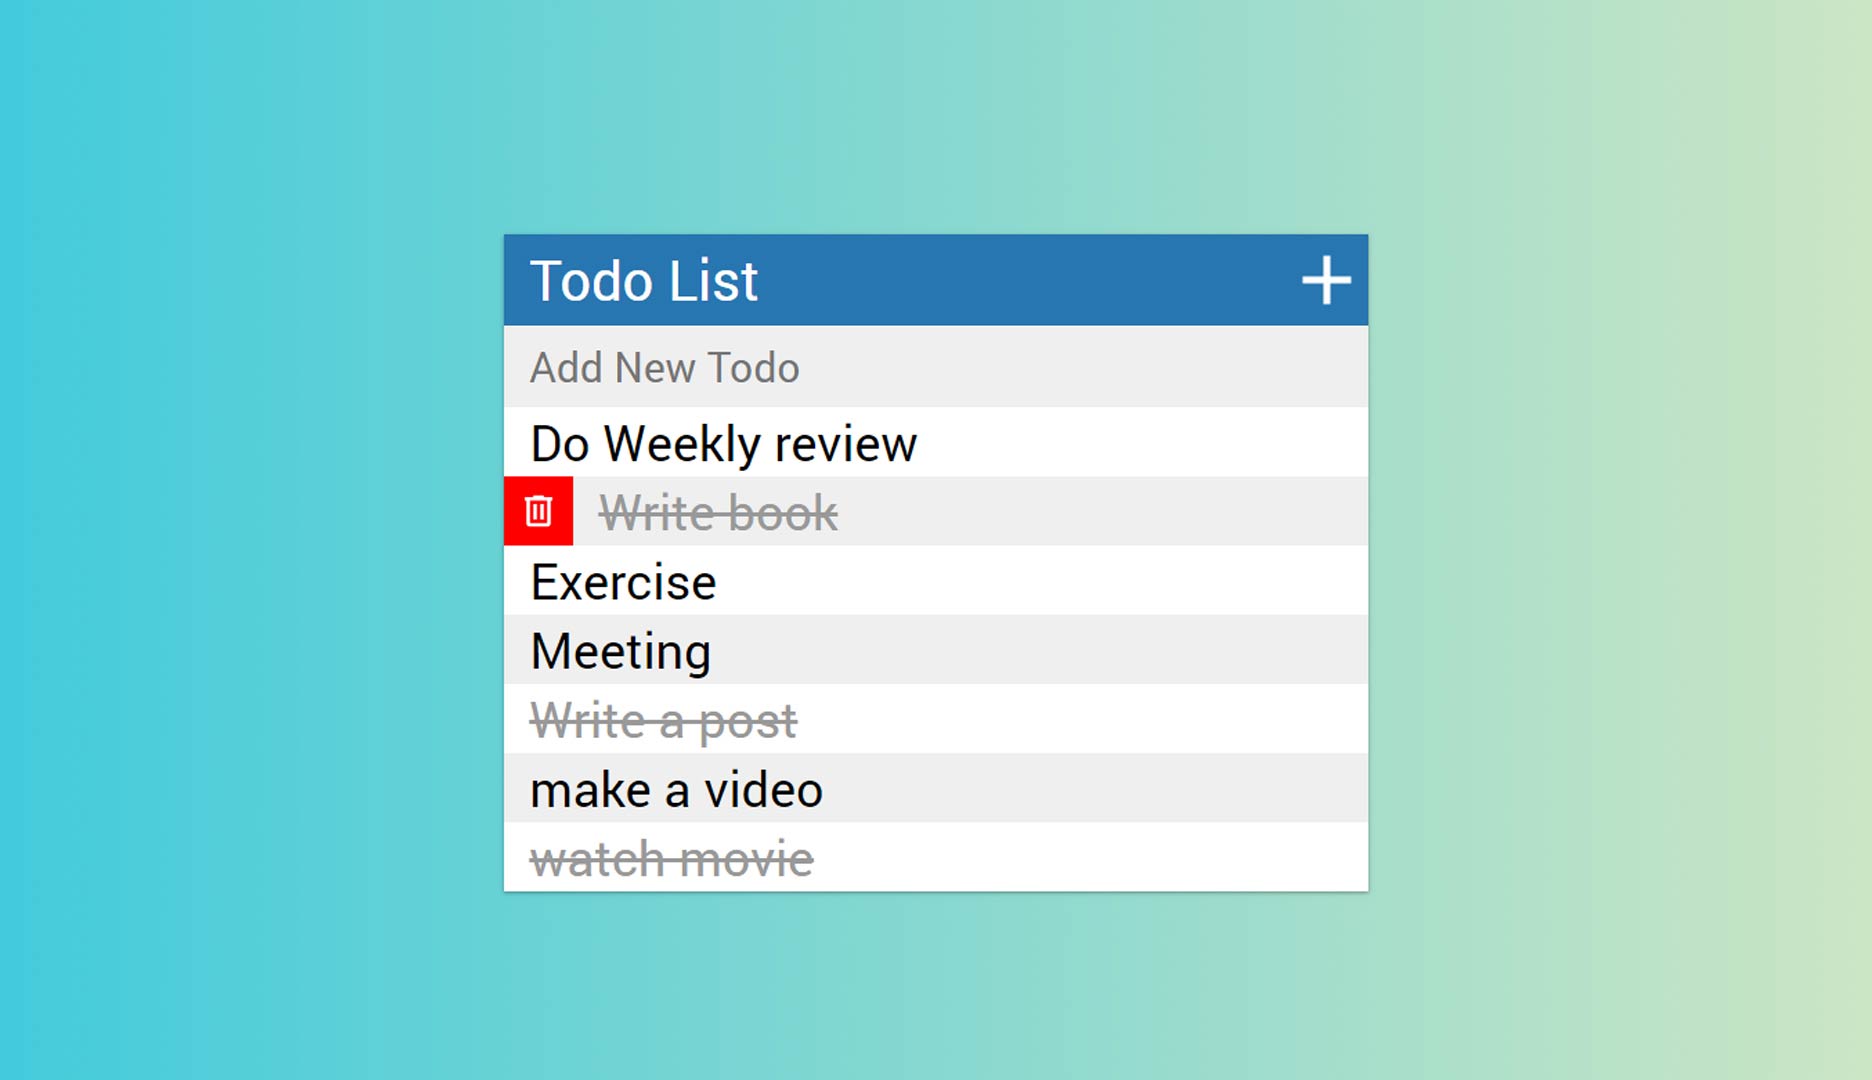 Todo List
Add New Todo
Do Weekly review
Write book
Exercise
Meeting
Write a post
make a video
watch movie